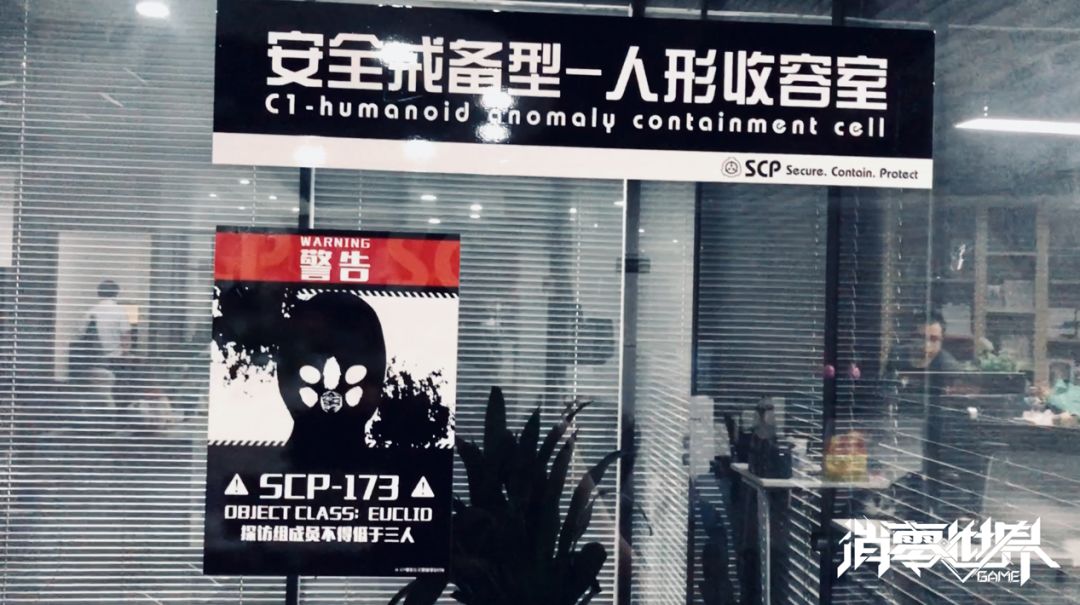 安全戒备型-人形收容室
C1-humanoid anomaly containment cell
SCP Secure. Contain. Protect
WARNING
警告
SCP-173
OBJECT CLASS: EUCLID
探访组成员不得低于三人
消零世界
GAME